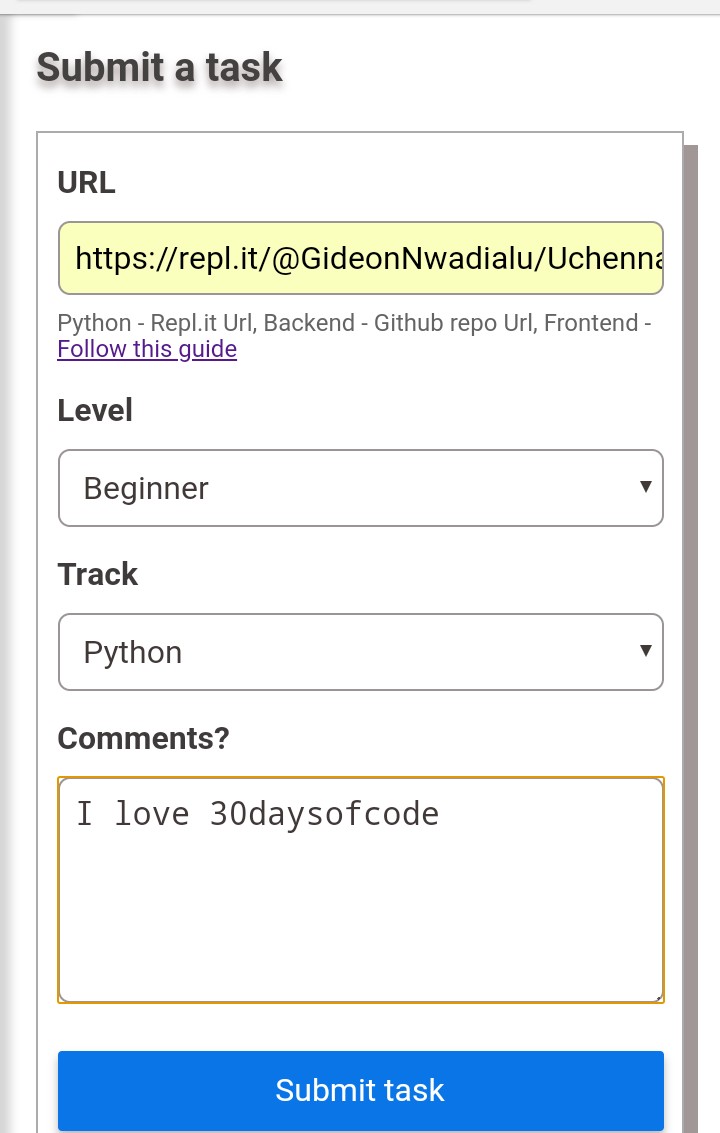 Submit a task
URL
https://repl.it/@GideonNwadialu/Uchenna
Python - Repl.it Url, Backend - Github repo Url, Frontend -
Follow this guide
Level
Beginner
Track
Python
Comments?
I love 30daysofcode
Submit task